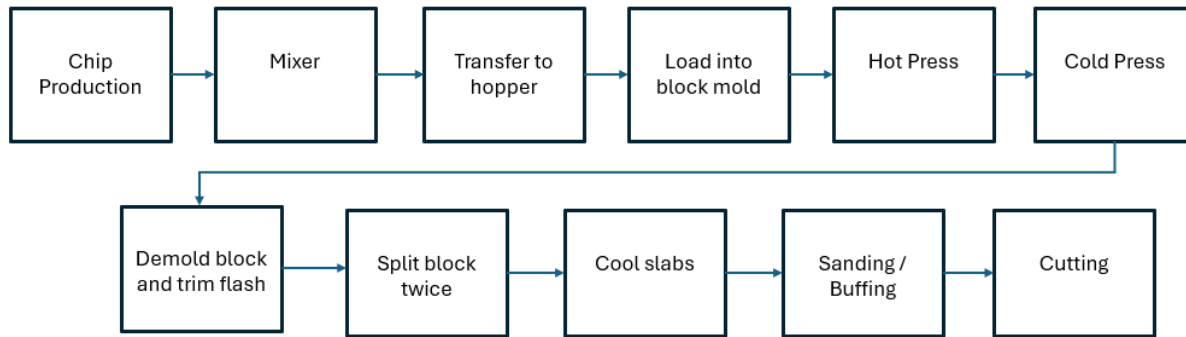 Chip
Production
Mixer
Transfer to
hopper
Load into
block mold
Hot Press
Cold Press
Demold block
and trim flash
Split block
twice
Cool slabs
Sanding /
Buffing
Cutting